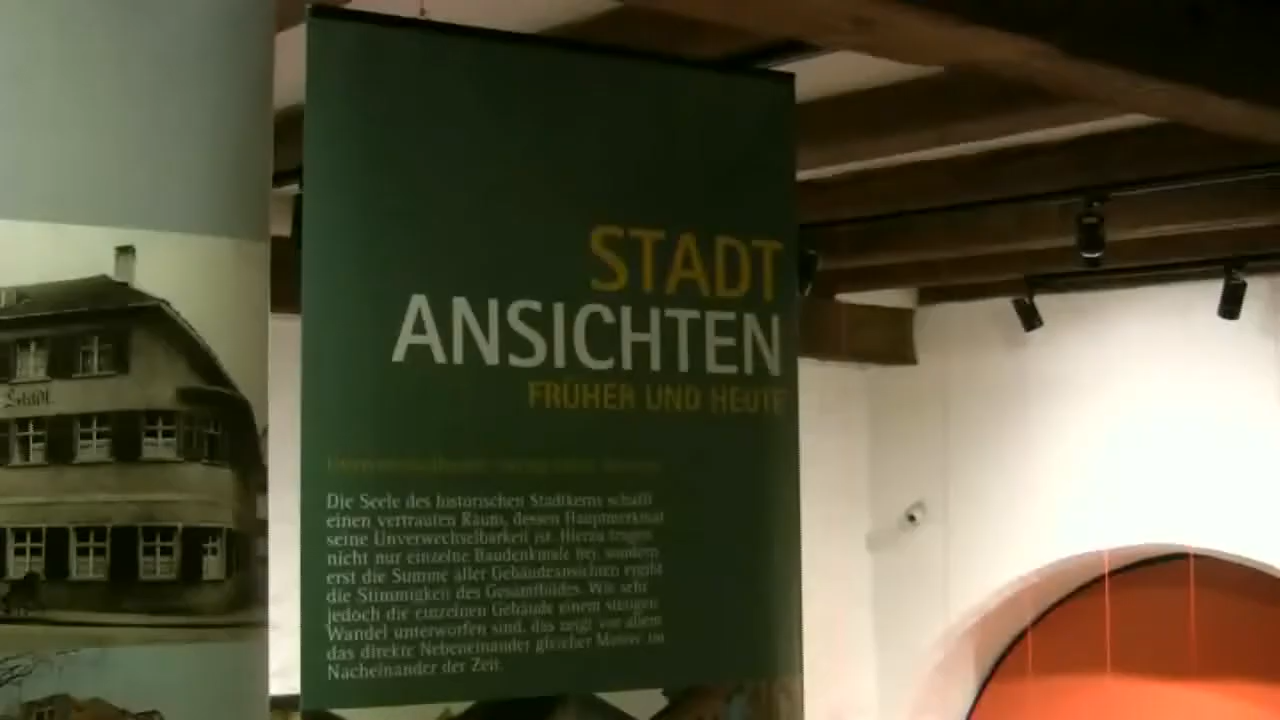 Stadt
STADT
ANSICHTEN
FRÜHER UND HEUTE
Die Seele des historischen Stadtkerns schafft
einen vertrauten Raum, dessen Hauptmerkmal
seine Unverwechselbarkeit ist. Hierzu tragen
nicht nur einzelne Baudenkmale bei, sondern
erst die Summe aller Gebäudeansichten ergibt
die Stimmigkeit des Gesamtbildes. Wie sehr
jedoch die einzelnen Gebäude einem stetigen
Wandel unterworfen sind, das zeigt vor allem
das direkte Nebeneinander gleicher Motive im
Nacheinander der Zeit.